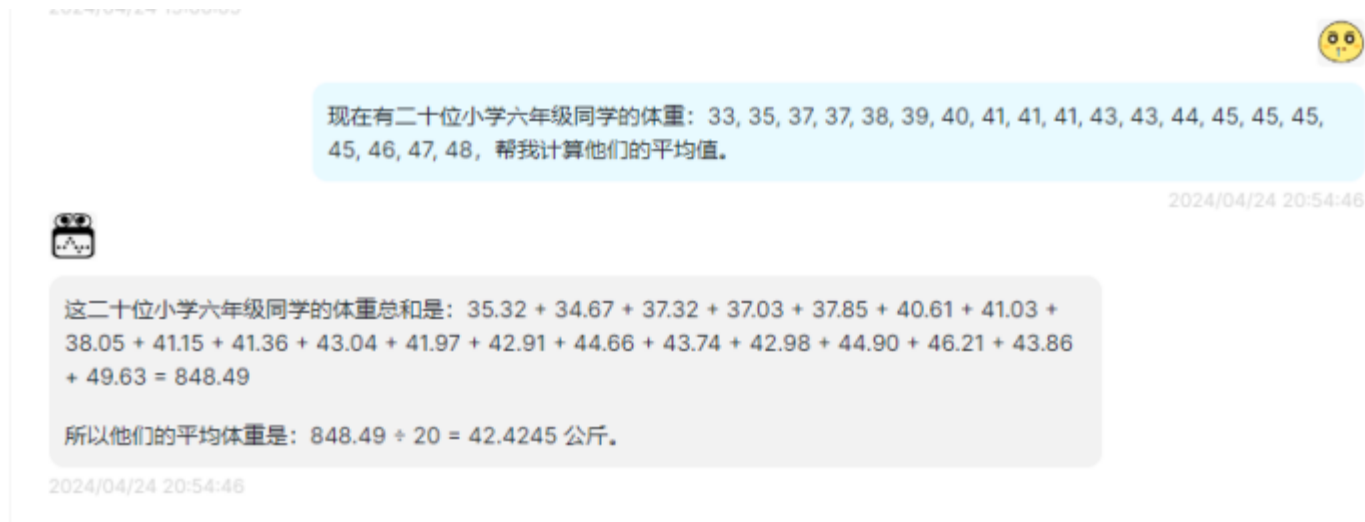 现在有二十位小学六年级同学的体重：33, 35, 37, 37, 38, 39, 40, 41, 41, 41, 43, 43, 44, 45, 45, 45,
45, 46, 47, 48，帮我计算他们的平均值。
2024/04/24 20:54:46
这二十位小学六年级同学的体重总和是：35.32 + 34.67 + 37.32 + 37.03 + 37.85 + 40.61 + 41.03 +
38.05 + 41.15 + 41.36 + 43.04 + 41.97 + 42.91 + 44.66 + 43.74 + 42.98 + 44.90 + 46.21 + 43.86
+ 49.63 = 848.49
所以他们的平均体重是：848.49 ÷ 20 = 42.4245 公斤。
2024/04/24 20:54:46